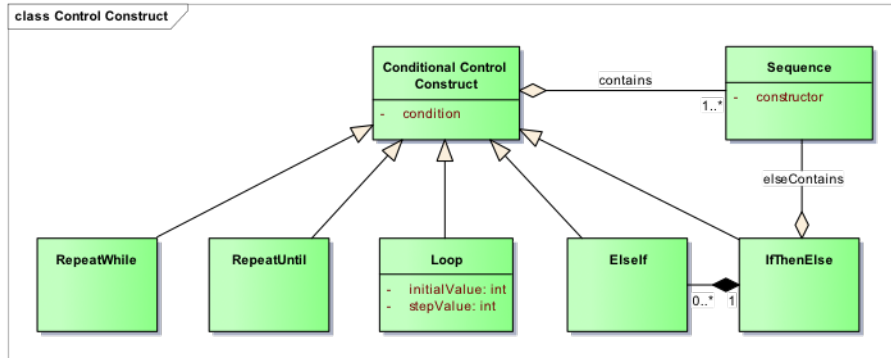 class Control Construct
Conditional Control
Construct
- condition
contains
1..*
Sequence
- constructor
elseContains
RepeatWhile
RepeatUntil
Loop
- initialValue: int
- stepValue: int
ElseIf
0..*
1
IfThenElse